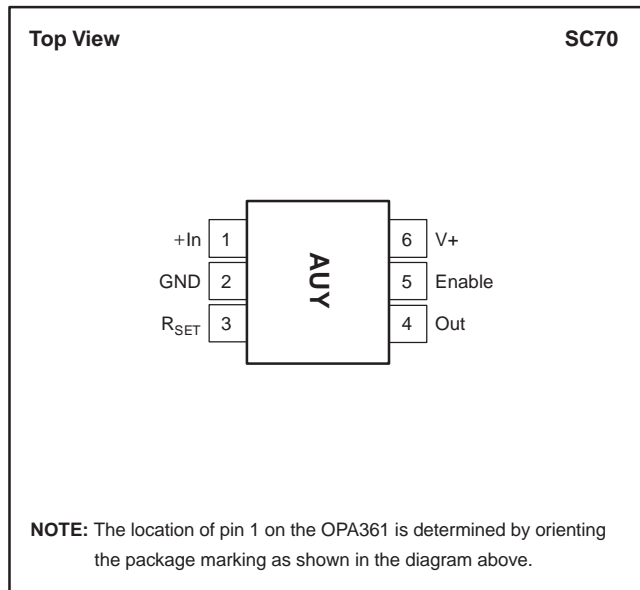 Top View SC70
+In 1 6 V+
GND 2 AUY 5 Enable
RSET 3 4 Out
NOTE: The location of pin 1 on the OPA361 is determined by orienting
the package marking as shown in the diagram above.